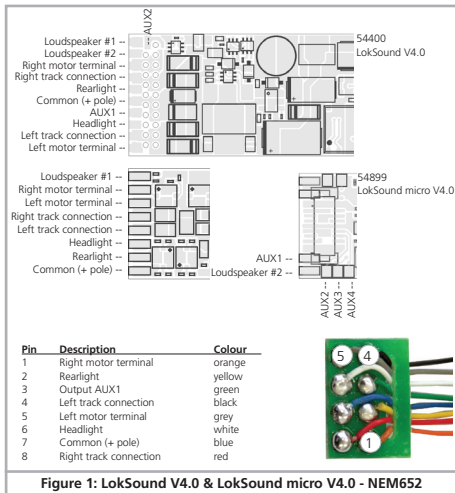 -- AUX2
Loudspeaker #1 --
Loudspeaker #2 --
Right motor terminal --
Right track connection --
Rearlight --
Common (+ pole) --
AUX1 --
Headlight --
Left track connection --
Left motor terminal --
54400
LokSound V4.0
Loudspeaker #1 --
Right motor terminal --
Left motor terminal --
Right track connection --
Left track connection --
Headlight --
Rearlight --
Common (+ pole) --
54899
LokSound micro V4.0
AUX1 --
Loudspeaker #2 --
AUX2 --
AUX3 --
AUX4 --
Pin Description Colour
1 Right motor terminal orange
2 Rearlight yellow
3 Output AUX1 green
4 Left track connection black
5 Left motor terminal grey
6 Headlight white
7 Common (+ pole) blue
8 Right track connection red
5 4
1
Figure 1: LokSound V4.0 & LokSound micro V4.0 - NEM652